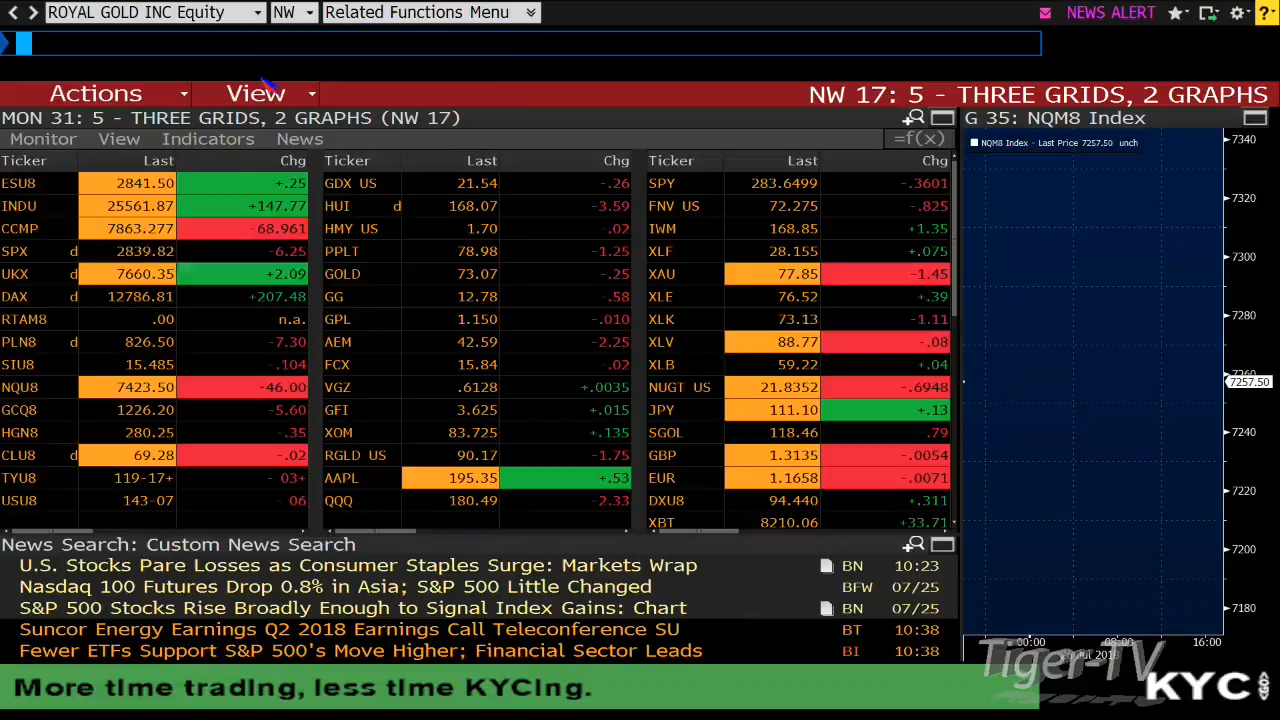 ROYAL GOLD INC Equity NW Related Functions Menu NEWS ALERT ?
Actions View NW 17: 5 - THREE GRIDS, 2 GRAPHS
MON 31: 5 - THREE GRIDS, 2 GRAPHS (NW 17) G 35: NQM8 Index
Monitor View Indicators News =f(x)
Ticker Last Chg Ticker Last Chg Ticker Last Chg
ESU8 2841.50 +.25 GDX US 21.54 -.26 SPY 283.6499 -.3601
INDU 25561.87 +147.77 HUI d 168.07 -3.59 FNV US 72.275 -.825
CCMP 7863.277 -68.961 HMY US 1.70 -.02 IWM 168.85 +1.35
SPX d 2839.82 -6.25 PPLT 78.98 -1.25 XLF 28.155 +.075
UKX d 7660.35 +2.09 GOLD 73.07 -.25 XAU 77.85 -1.45
DAX d 12786.81 +207.48 GG 12.78 -.58 XLE 76.52 +.39
RTAM8 .00 n.a. GPL 1.150 -.010 XLK 73.13 -1.11
PLN8 d 826.50 -7.30 AEM 42.59 -2.25 XLV 88.77 -.08
SIU8 15.485 -.104 FCX 15.84 -.02 XLB 59.22 +.04
NQU8 7423.50 -46.00 VGZ .6128 +.0035 NUGT US 21.8352 -.6948
GCQ8 1226.20 -5.60 GFI 3.625 +.015 JPY 111.10 +.13
HGN8 280.25 -.35 XOM 83.725 +.135 SGOL 118.46 -.79
CLU8 d 69.28 -.02 RGLD US 90.17 -1.75 GBP 1.3135 -.0054
TYU8 119-17+ - 03+ AAPL 195.35 +.53 EUR 1.1658 -.0071
USU8 143-07 - 06 QQQ 180.49 -2.33 DXU8 94.440 +.311
XBT 8210.06 +33.71
NQM8 Index - Last Price 7257.50 unch
7340
7320
7300
7280
7260
7257.50
7240
7220
7200
7180
00:00 08:00 16:00
26 Jul 2018
News Search: Custom News Search
U.S. Stocks Pare Losses as Consumer Staples Surge: Markets Wrap BN 10:23
Nasdaq 100 Futures Drop 0.8% in Asia; S&P 500 Little Changed BFW 07/25
S&P 500 Stocks Rise Broadly Enough to Signal Index Gains: Chart BN 07/25
Suncor Energy Earnings Q2 2018 Earnings Call Teleconference SU BT 10:38
Fewer ETFs Support S&P 500's Move Higher; Financial Sector Leads BI 10:38
Tiger-TV
More time trading, less time KYCing.
KYC GO